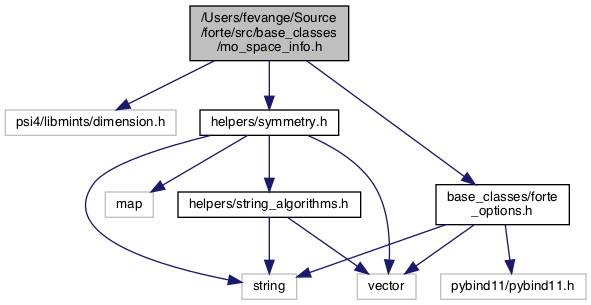 /Users/fevange/Source
/forte/src/base_classes
/mo_space_info.h
psi4/libmints/dimension.h
helpers/symmetry.h
map
helpers/string_algorithms.h
base_classes/forte
_options.h
string
vector
pybind11/pybind11.h